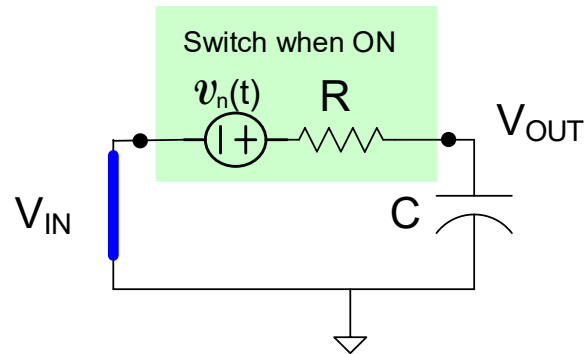 Switch when ON
𝒗n(t)
R
VOUT
VIN
C